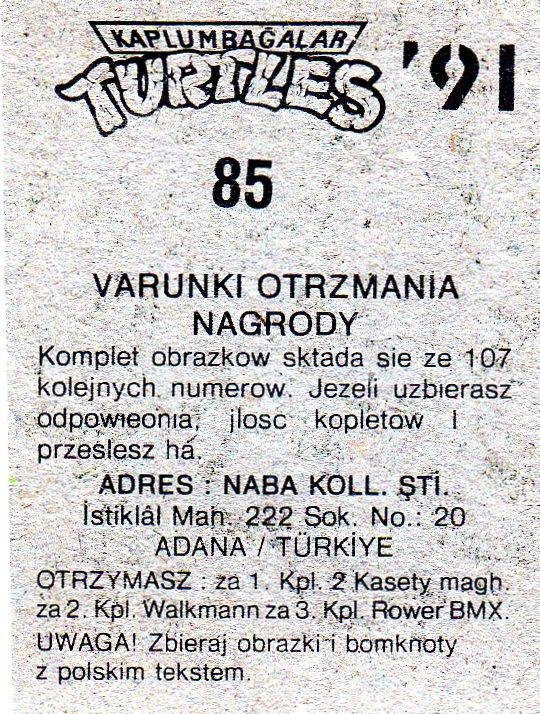 KAPLUMBAĞALAR
TURTLES '91
85
VARUNKI OTRZMANIA
NAGRODY
Komplet obrazkow sktada sie ze 107
kolejnych numerow. Jezeli uzbierasz
odpowieonia, jlosc kopletow I
przeslesz ha.
ADRES : NABA KOLL. ŞTİ.
İstiklâl Mah. 222 Sok. No.: 20
ADANA / TÜRKİYE
OTRZYMASZ : za 1. Kpl. 2 Kasety magh.
za 2. Kpl. Walkmann za 3. Kpl. Rower BMX.
UWAGA! Zbieraj obrazki i bomknoty
z polskim tekstem.